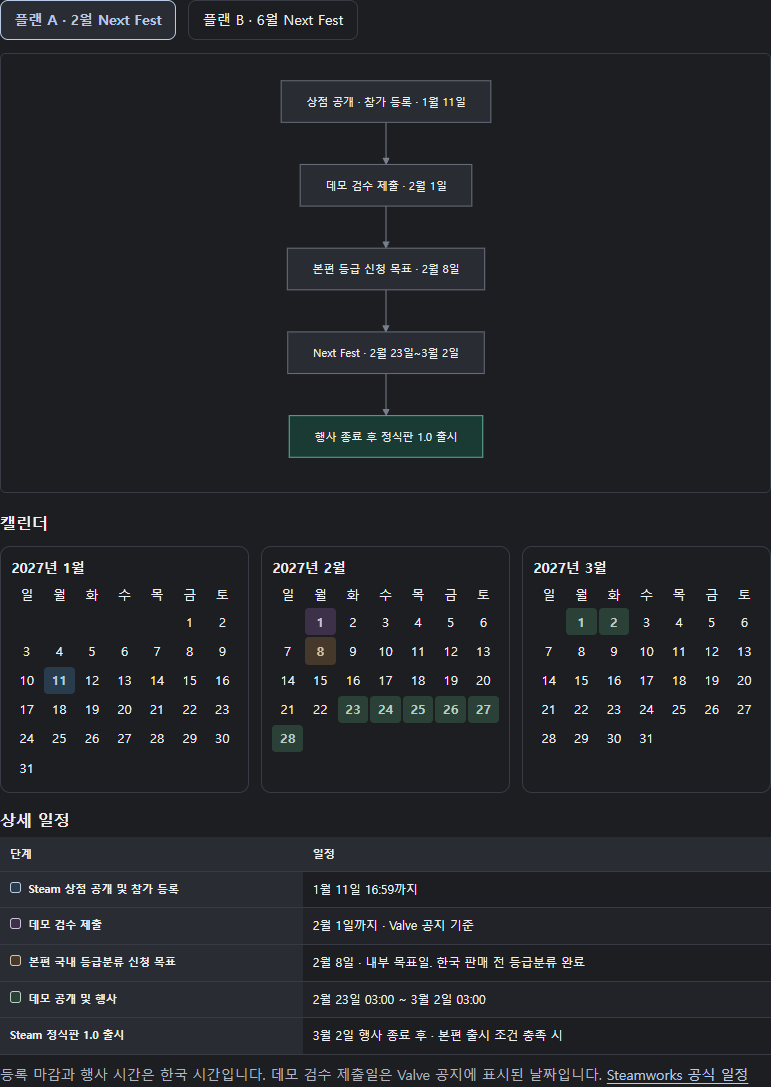 플랜 A · 2월 Next Fest 플랜 B · 6월 Next Fest
상점 공개 · 참가 등록 · 1월 11일
데모 검수 제출 · 2월 1일
본편 등급 신청 목표 · 2월 8일
Next Fest · 2월 23일~3월 2일
행사 종료 후 정식판 1.0 출시
캘린더
2027년 1월
일 월 화 수 목 금 토
1 2
3 4 5 6 7 8 9
10 11 12 13 14 15 16
17 18 19 20 21 22 23
24 25 26 27 28 29 30
31
2027년 2월
일 월 화 수 목 금 토
1 2 3 4 5 6
7 8 9 10 11 12 13
14 15 16 17 18 19 20
21 22 23 24 25 26 27
28
2027년 3월
일 월 화 수 목 금 토
1 2 3 4 5 6
7 8 9 10 11 12 13
14 15 16 17 18 19 20
21 22 23 24 25 26 27
28 29 30 31
상세 일정
단계 일정
Steam 상점 공개 및 참가 등록 1월 11일 16:59까지
데모 검수 제출 2월 1일까지 · Valve 공지 기준
본편 국내 등급분류 신청 목표 2월 8일 · 내부 목표일. 한국 판매 전 등급분류 완료
데모 공개 및 행사 2월 23일 03:00 ~ 3월 2일 03:00
Steam 정식판 1.0 출시 3월 2일 행사 종료 후 · 본편 출시 조건 충족 시
등록 마감과 행사 시간은 한국 시간입니다. 데모 검수 제출일은 Valve 공지에 표시된 날짜입니다. Steamworks 공식 일정